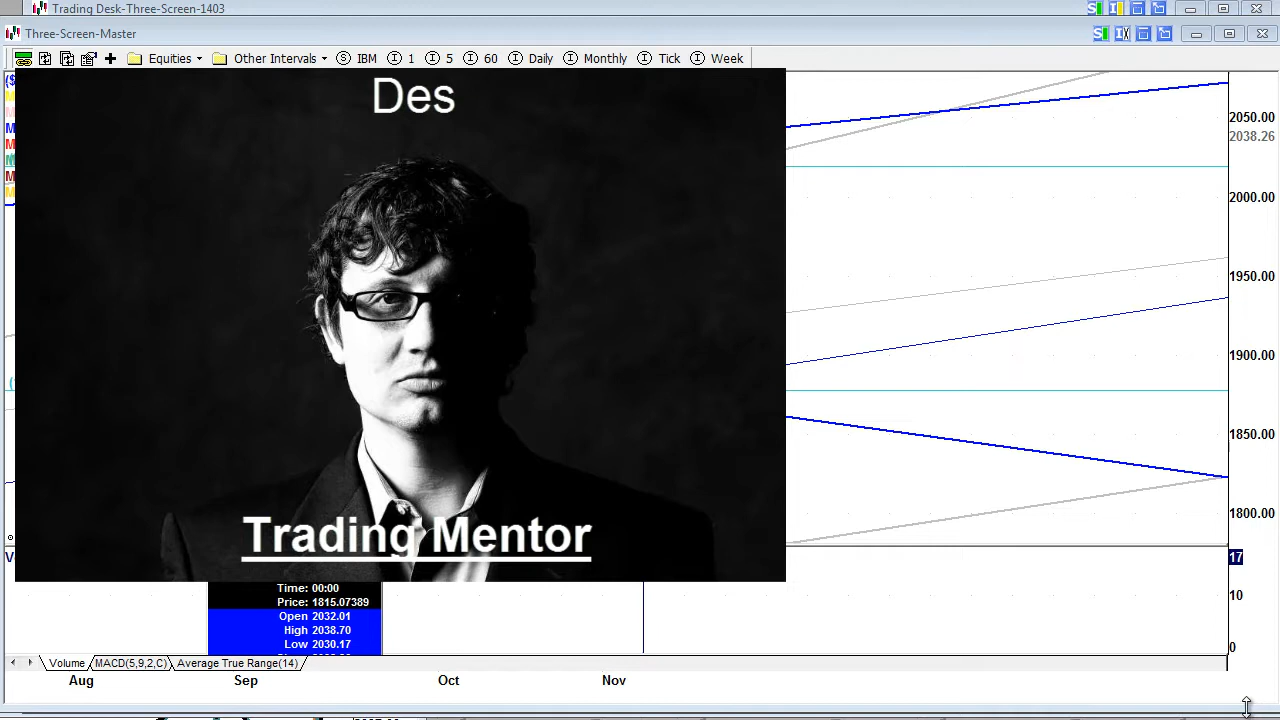 Trading Desk-Three-Screen-1403
Three-Screen-Master
Equities Other Intervals IBM 1 5 60 Daily Monthly Tick Week
Des
2050.00
2038.26
2000.00
1950.00
1900.00
1850.00
1800.00
Trading Mentor
17
10
0
Time: 00:00
Price: 1815.07389
Open 2032.01
High 2038.70
Low 2030.17
Volume MACD(5,9,2,C) Average True Range(14)
Aug Sep Oct Nov